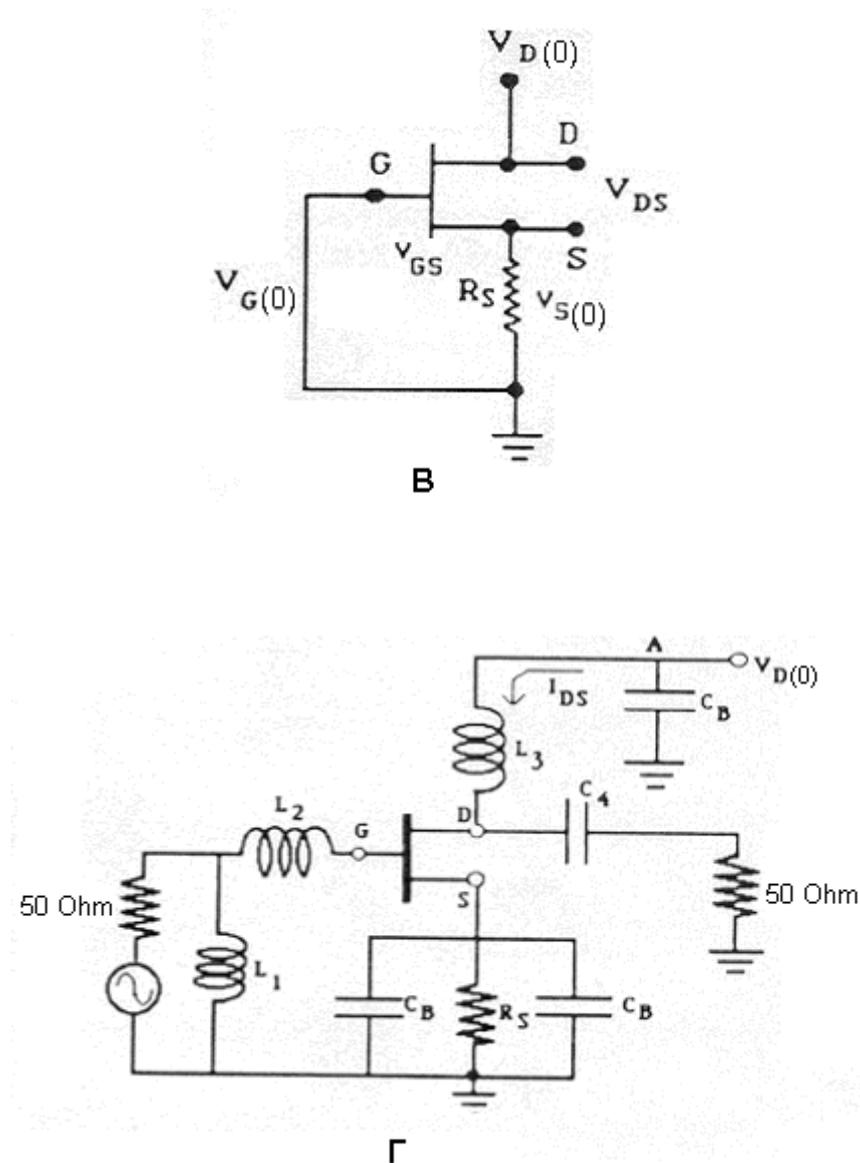 V D(0)
D
G
V DS
V GS
S
V G(0)
R S
V S(0)
B
A
V D(0)
I DS
C B
L 3
C 4
L 2
D
G
S
50 Ohm
50 Ohm
L 1
C B
R S
C B
Γ